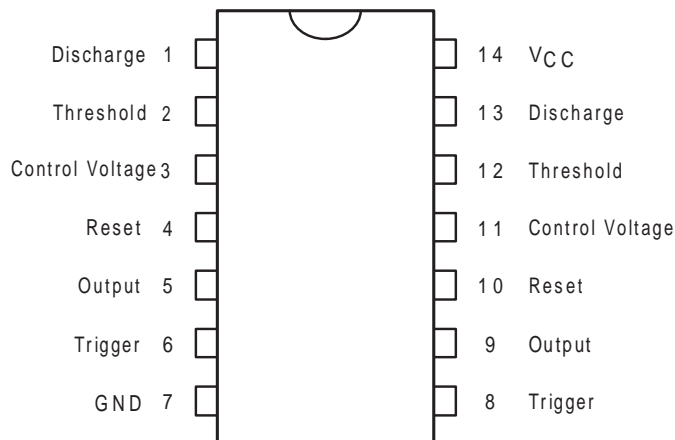 Discharge 1 14 VCC
Threshold 2 13 Discharge
Control Voltage 3 12 Threshold
Reset 4 11 Control Voltage
Output 5 10 Reset
Trigger 6 9 Output
GND 7 8 Trigger